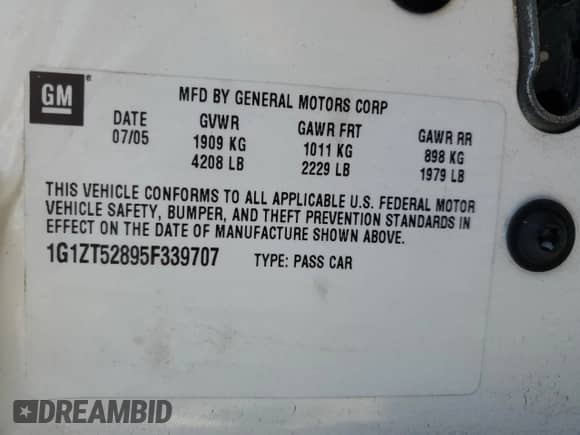 GM ®
MFD BY GENERAL MOTORS CORP
DATE GVWR GAWR FRT GAWR RR
07/05 1909 KG 1011 KG 898 KG
4208 LB 2229 LB 1979 LB
THIS VEHICLE CONFORMS TO ALL APPLICABLE U.S. FEDERAL MOTOR
VEHICLE SAFETY, BUMPER, AND THEFT PREVENTION STANDARDS IN
EFFECT ON THE DATE OF MANUFACTURE SHOWN ABOVE.
1G1ZT52895F339707 TYPE: PASS CAR
DREAMBID